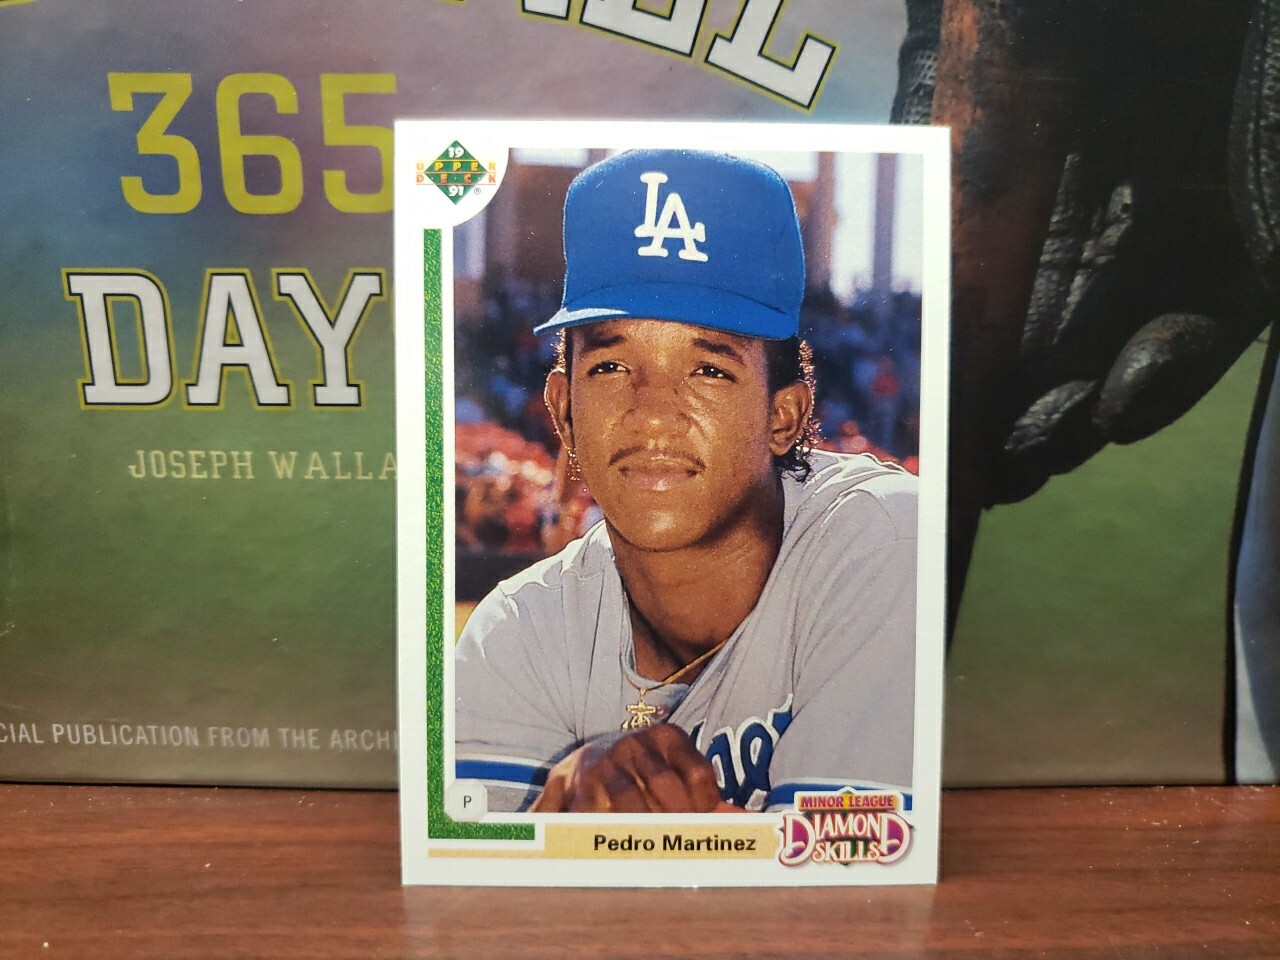 365
DAY
JOSEPH WALLA
CIAL PUBLICATION FROM THE ARCHI
19
UPPER
DECK
91
®
LA
P
Pedro Martinez
MINOR LEAGUE
DIAMOND
SKILLS